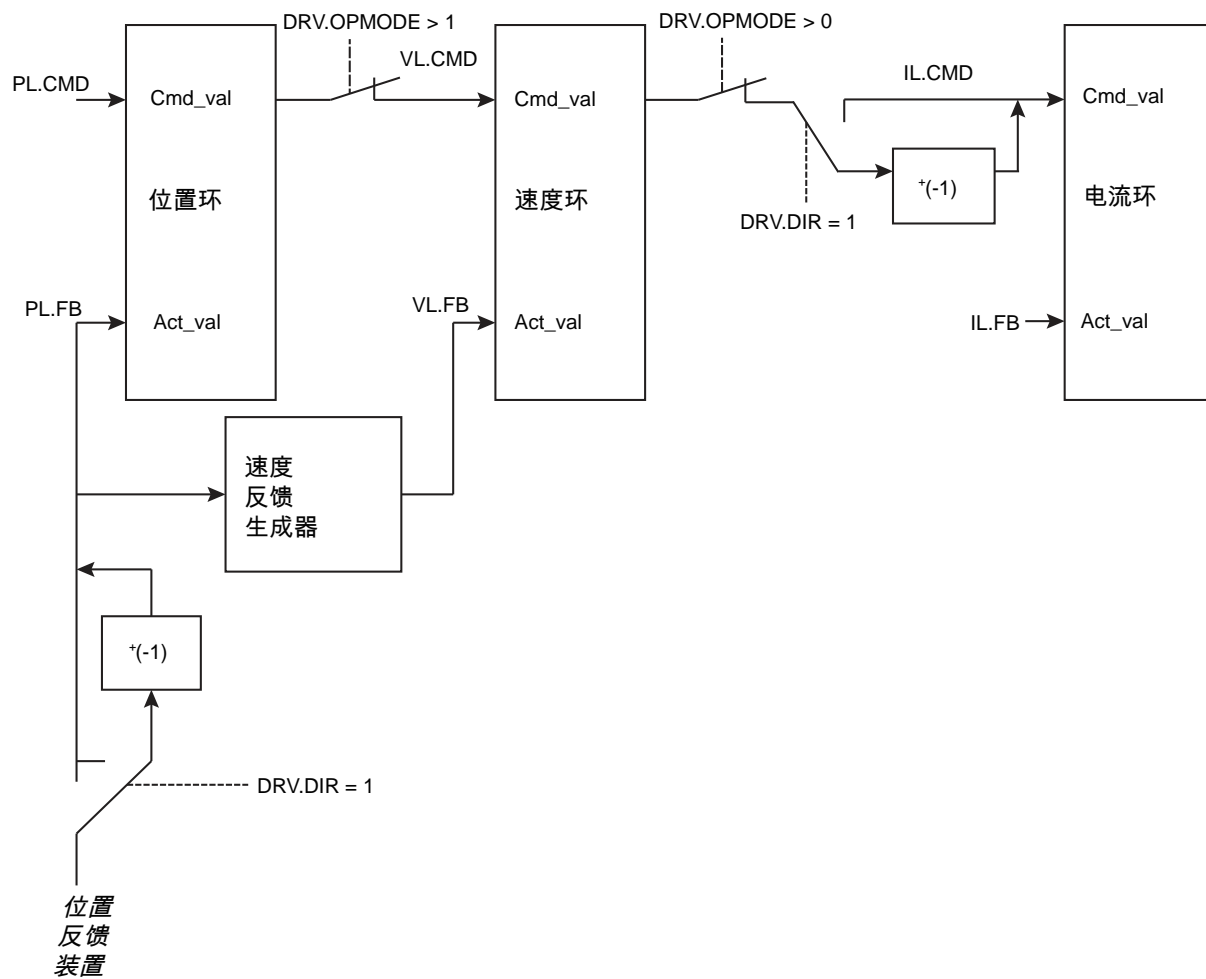 DRV.OPMODE > 1
DRV.OPMODE > 0
PL.CMD
VL.CMD
IL.CMD
Cmd_val
Cmd_val
Cmd_val
位置环
速度环
+(-1)
电流环
DRV.DIR = 1
PL.FB
VL.FB
IL.FB
Act_val
Act_val
Act_val
速度
反馈
生成器
+(-1)
DRV.DIR = 1
位置
反馈
装置